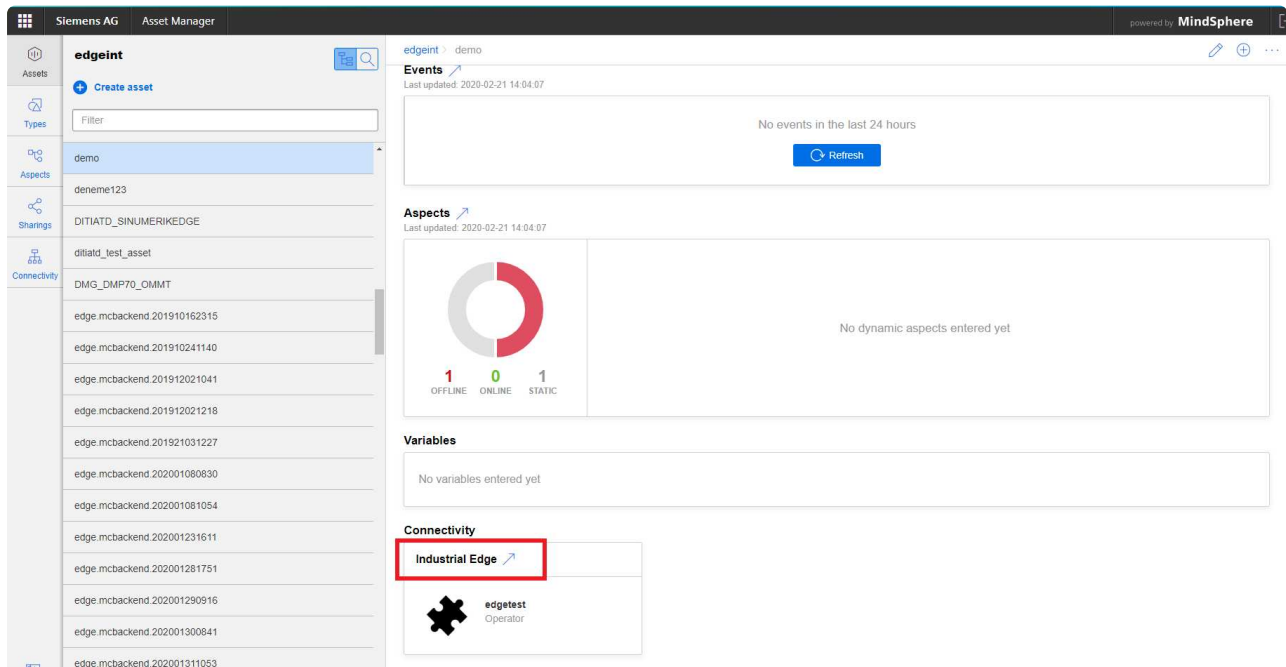 Siemens AG Asset Manager powered by MindSphere
Assets
Types
Aspects
Sharings
Connectivity
edgeint
Create asset
Filter
demo
deneme123
DITIATD_SINUMERIKEDGE
ditiatd_test_asset
DMG_DMP70_OMMT
edge.mcbackend.201910162315
edge.mcbackend.201910241140
edge.mcbackend.201912021041
edge.mcbackend.201912021218
edge.mcbackend.201921031227
edge.mcbackend.202001080830
edge.mcbackend.202001081054
edge.mcbackend.202001231611
edge.mcbackend.202001281751
edge.mcbackend.202001290916
edge.mcbackend.202001300841
edge.mcbackend.202001311053
edgeint > demo
Events
Last updated: 2020-02-21 14:04:07
No events in the last 24 hours
Refresh
Aspects
Last updated: 2020-02-21 14:04:07
1 0 1
OFFLINE ONLINE STATIC
No dynamic aspects entered yet
Variables
No variables entered yet
Connectivity
Industrial Edge
edgetest
Operator